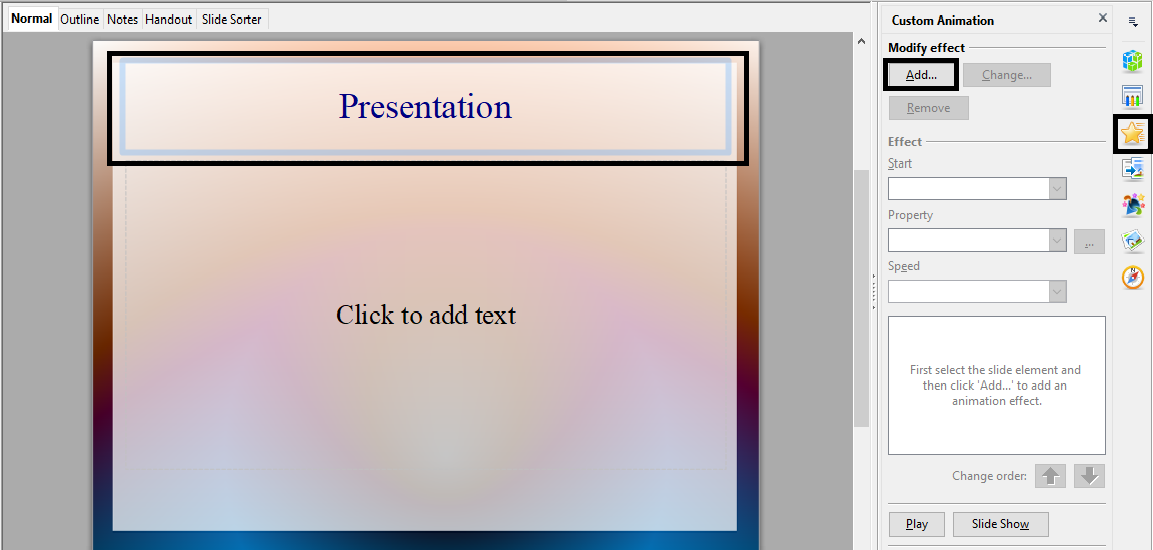 Normal Outline Notes Handout Slide Sorter
Presentation
Click to add text
Custom Animation
Modify effect
Add...
Change...
Remove
Effect
Start
Property
...
Speed
First select the slide element and
then click 'Add...' to add an
animation effect.
Change order:
Play
Slide Show